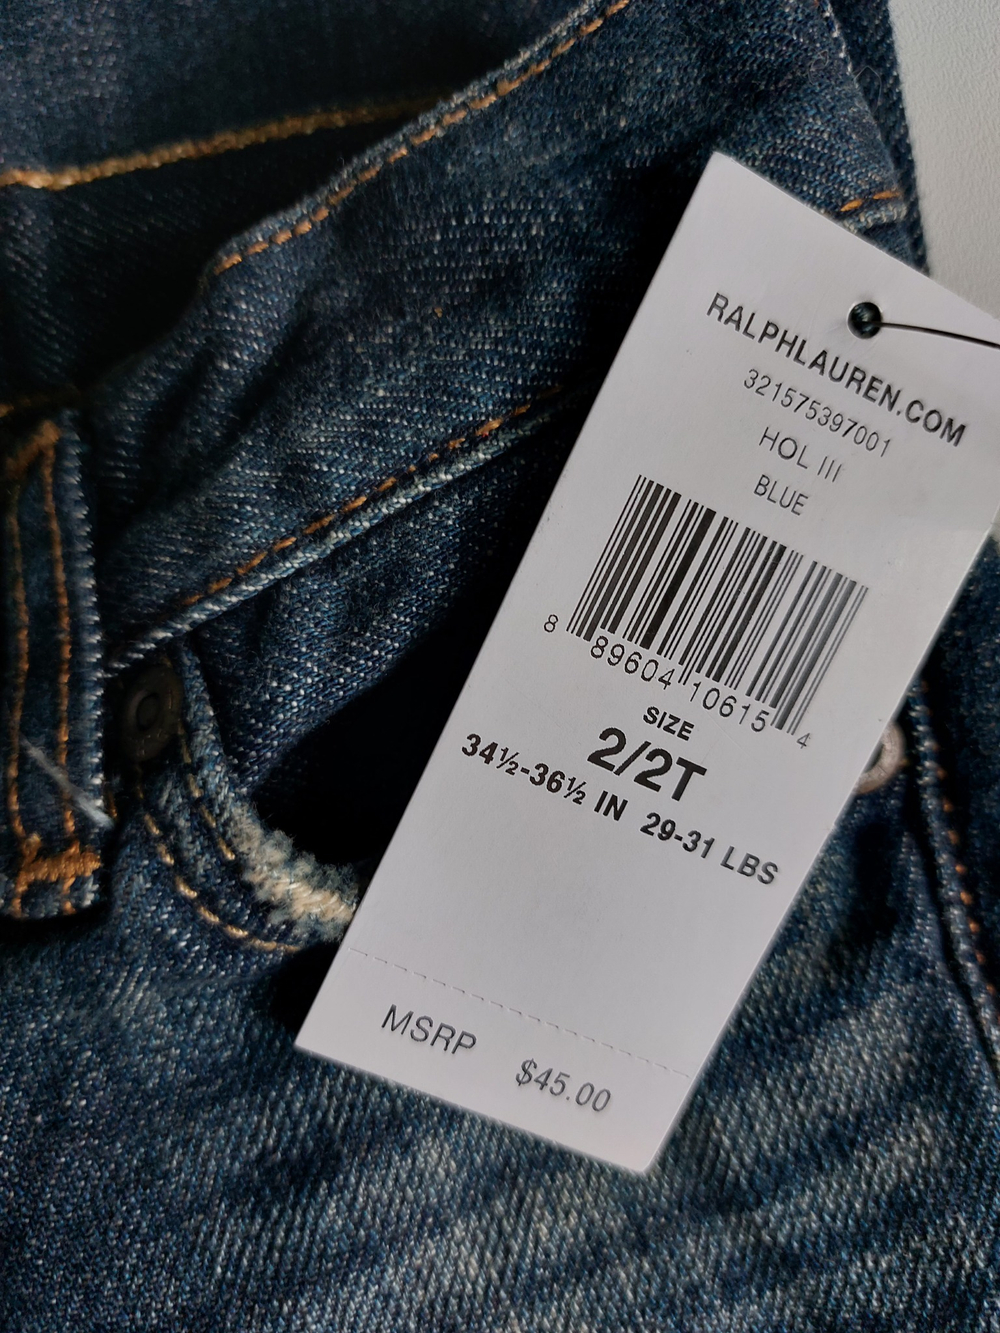 RALPHLAUREN.COM
321575397001
HOL III
BLUE
8 89604 10615 4
SIZE
2/2T
34½-36½ IN 29-31 LBS
MSRP $45.00